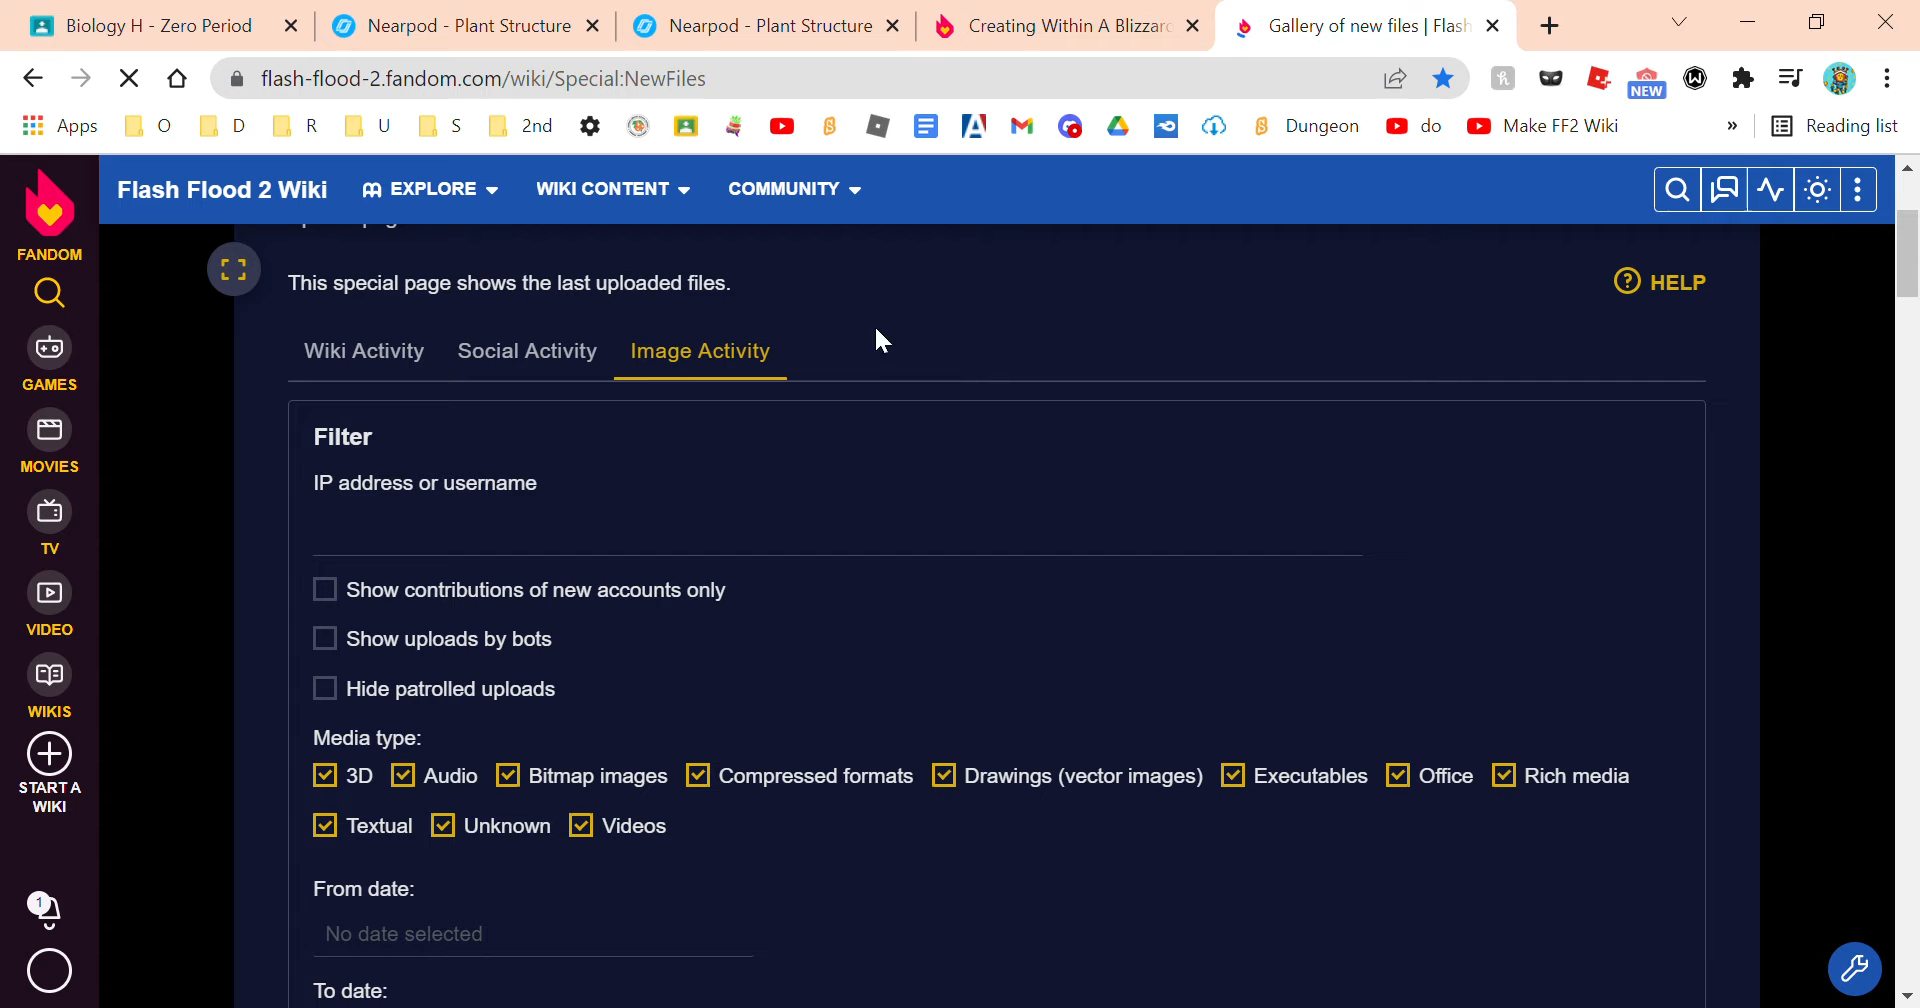 Biology H - Zero Period
Nearpod - Plant Structure
Nearpod - Plant Structure
Creating Within A Blizzard
Gallery of new files | Flash
flash-flood-2.fandom.com/wiki/Special:NewFiles
NEW
Apps
O
D
R
U
S
2nd
Dungeon
do
Make FF2 Wiki
»
Reading list
FANDOM
GAMES
MOVIES
TV
VIDEO
WIKIS
START A
WIKI
1
Flash Flood 2 Wiki
EXPLORE
WIKI CONTENT
COMMUNITY
This special page shows the last uploaded files.
HELP
Wiki Activity
Social Activity
Image Activity
Filter
IP address or username
Show contributions of new accounts only
Show uploads by bots
Hide patrolled uploads
Media type:
3D Audio Bitmap images Compressed formats Drawings (vector images) Executables Office Rich media
Textual Unknown Videos
From date:
No date selected
To date: